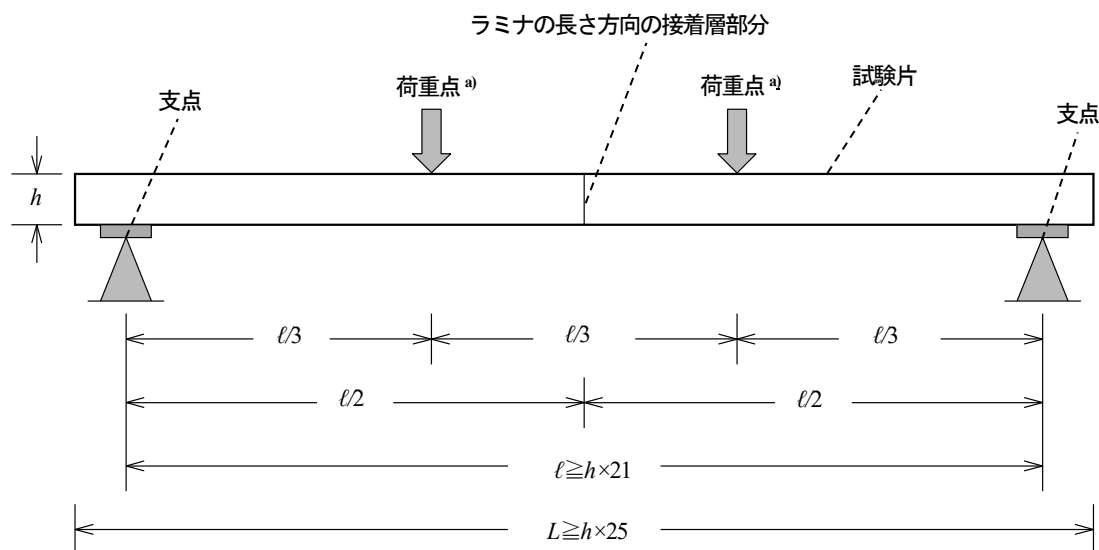 ラミナの長さ方向の接着層部分
荷重点 a)
荷重点 a)
試験片
支点
支点
h
ℓ/3
ℓ/3
ℓ/3
ℓ/2
ℓ/2
ℓ≧h×21
L≧h×25